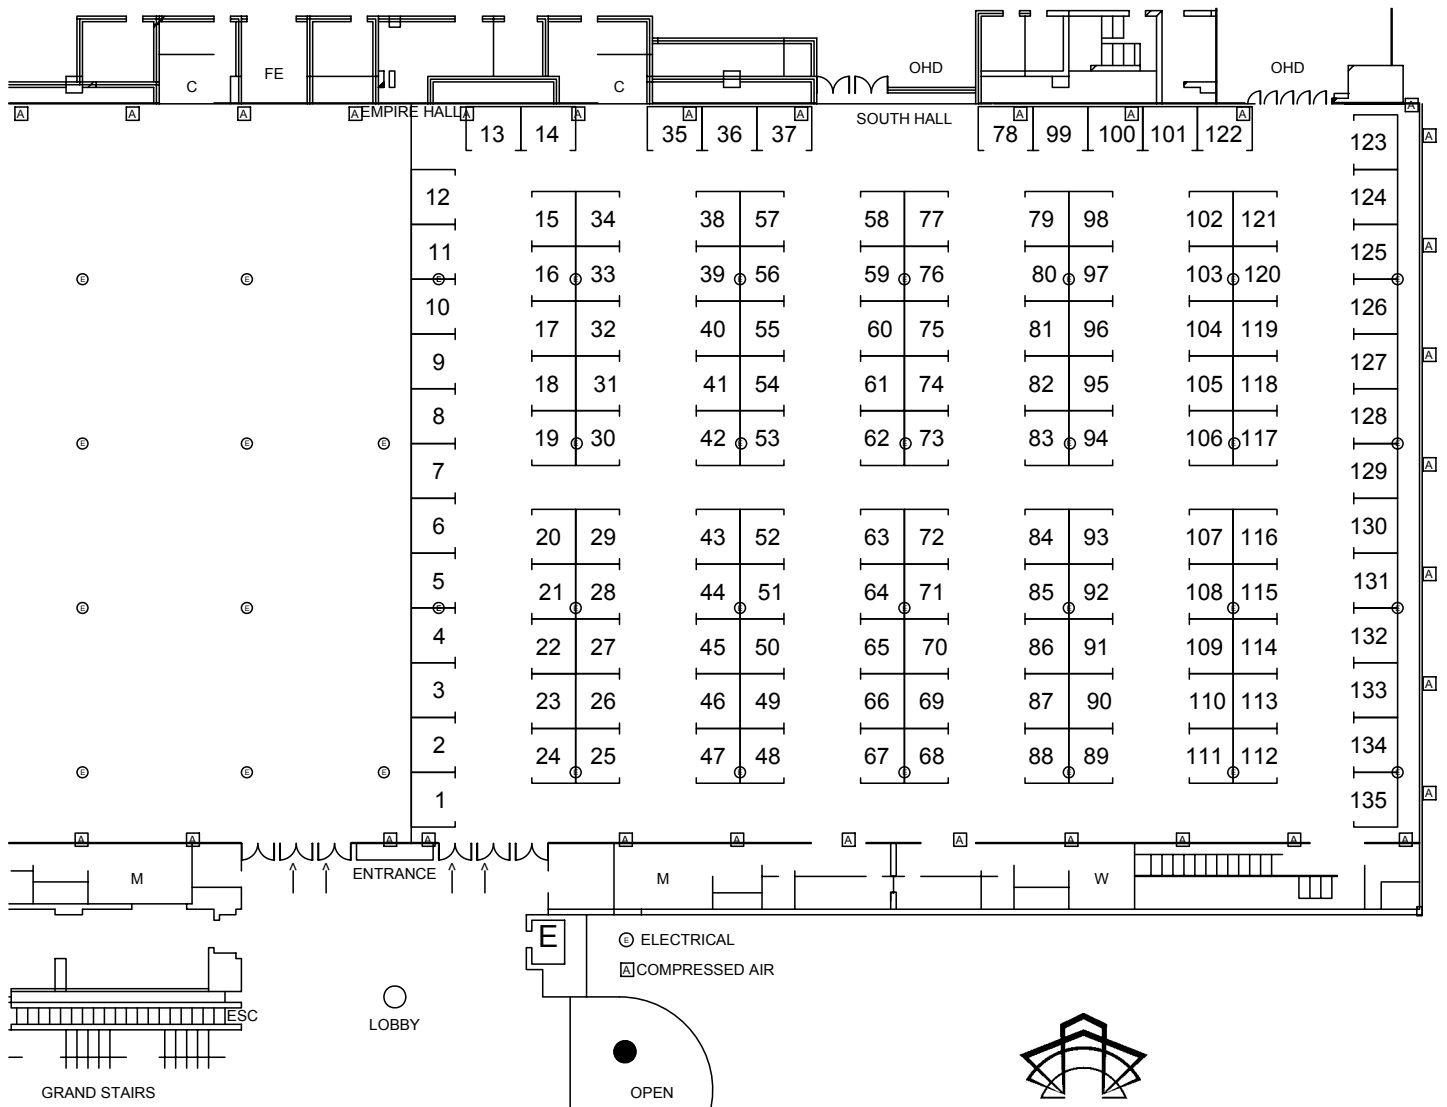 OHD OHD
FE
C C
A A A A EMPIRE HALL A A A A SOUTH HALL A A A A
13 14 35 36 37 78 99 100 101 122
123 A
12 124
15 34 38 57 58 77 79 98 102 121
11 125 A
16 33 39 56 59 76 80 97 103 120
E E E E E E E E E
10 126
17 32 40 55 60 75 81 96 104 119
9 127 A
18 31 41 54 61 74 82 95 105 118
8 128
19 30 42 53 62 73 83 94 106 117
E E E E E E E E E
7 129 A
6 130
20 29 43 52 63 72 84 93 107 116
5 131 A
21 28 44 51 64 71 85 92 108 115
E E E E E E E E E
4 132
22 27 45 50 65 70 86 91 109 114
3 133 A
23 26 46 49 66 69 87 90 110 113
2 134
24 25 47 48 67 68 88 89 111 112
E E E E E E E E E
1 135 A
A A A A A A A A A A A A
M ENTRANCE M W
E
E ELECTRICAL
A COMPRESSED AIR
ESC
LOBBY
GRAND STAIRS OPEN